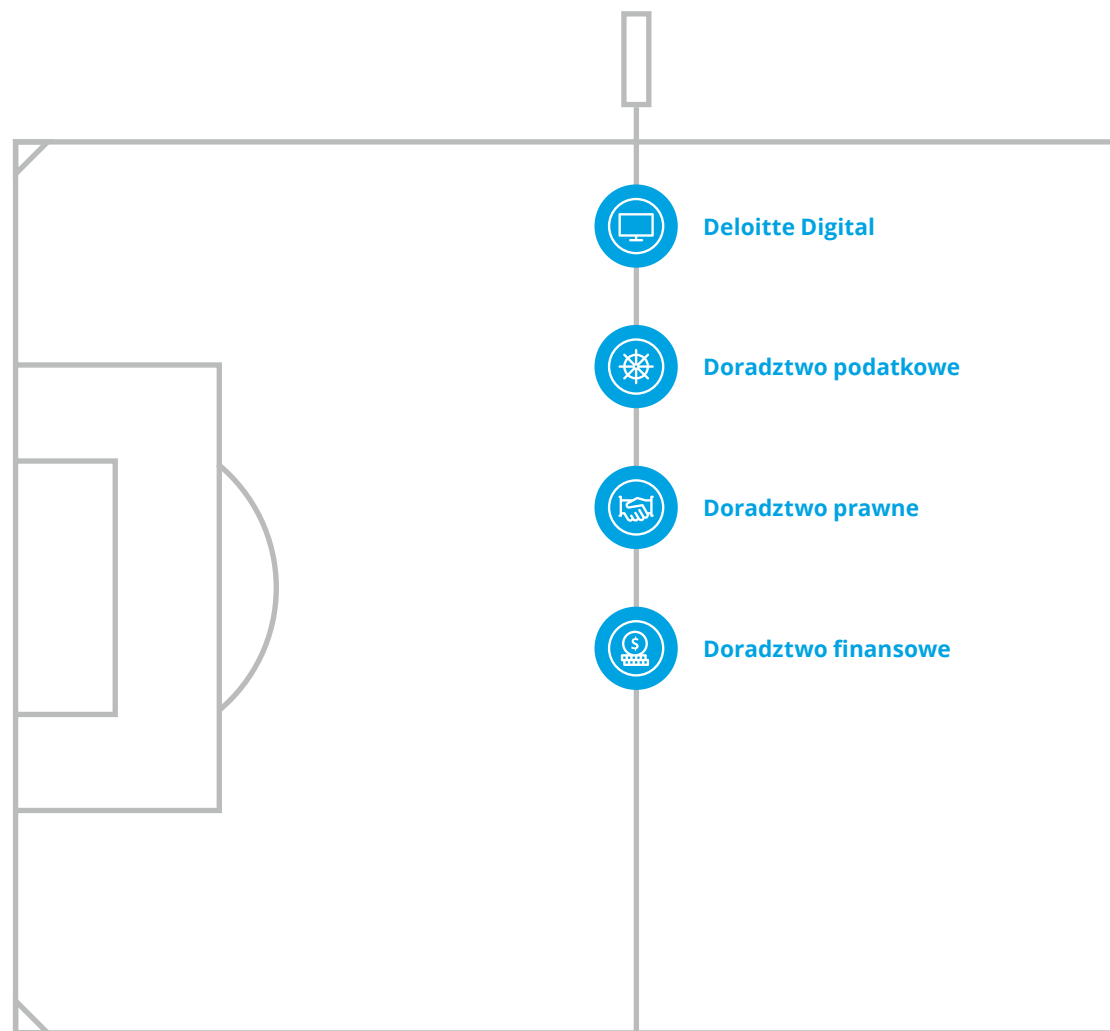 Deloitte Digital
Doradztwo podatkowe
Doradztwo prawne
$
Doradztwo finansowe